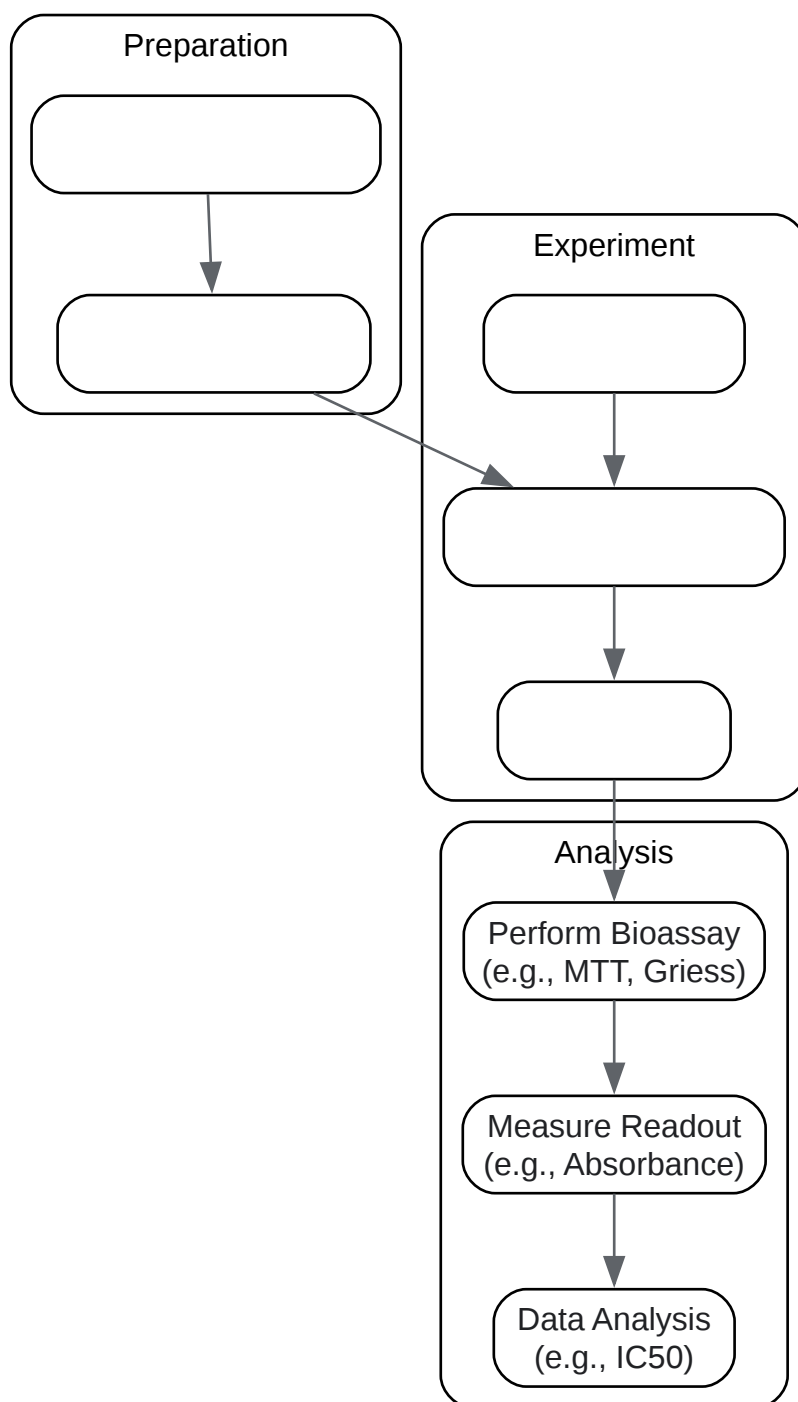 Preparation
Experiment
Analysis
Perform Bioassay
(e.g., MTT, Griess)
Measure Readout
(e.g., Absorbance)
Data Analysis
(e.g., IC50)